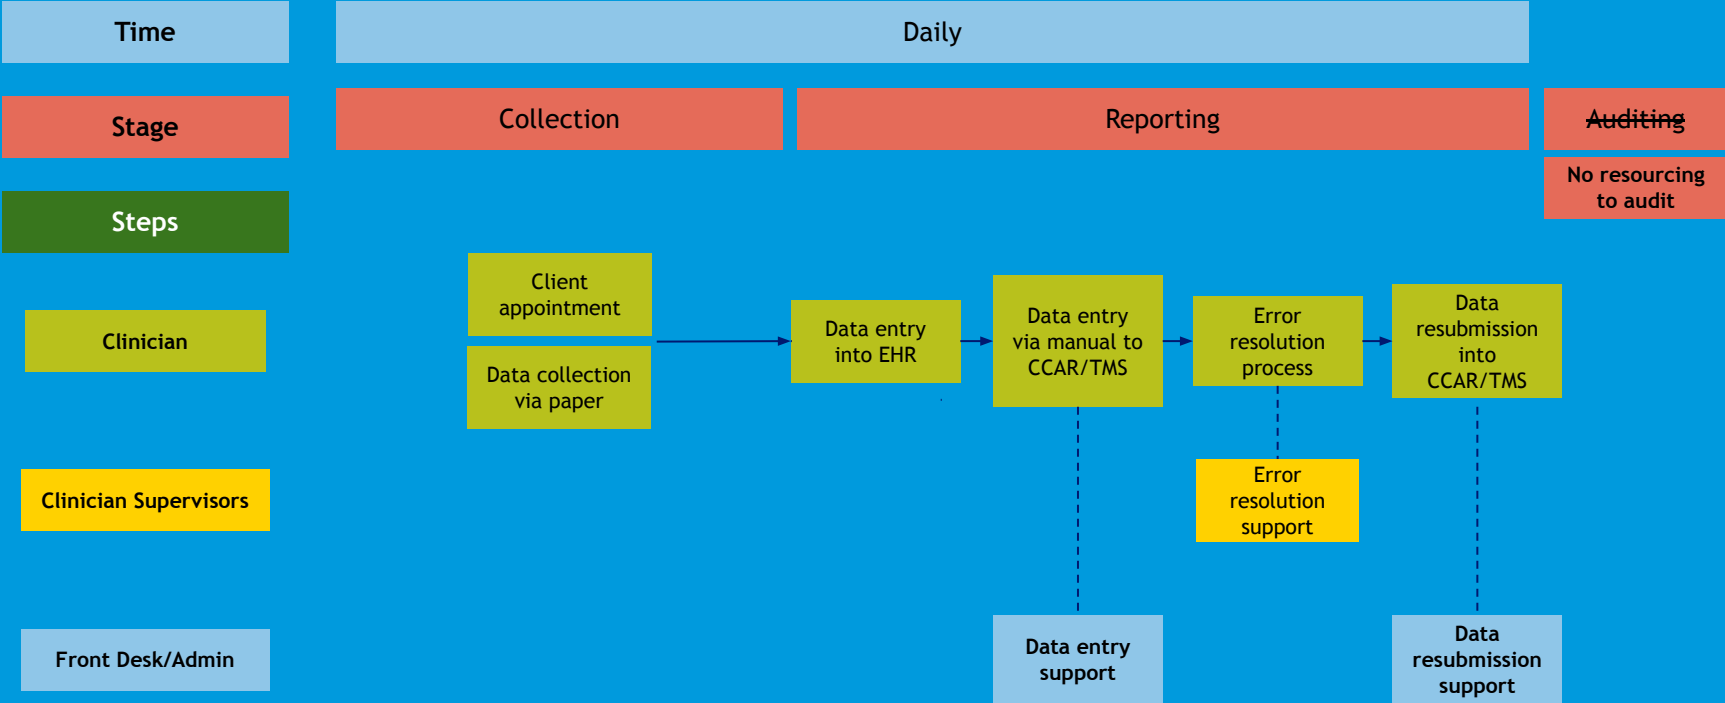 Time
Daily
Stage
Collection
Reporting
Auditing
No resourcing
to audit
Steps
Clinician
Client
appointment
Data collection
via paper
Data entry
into EHR
Data entry
via manual to
CCAR/TMS
Error
resolution
process
Data
resubmission
into
CCAR/TMS
Clinician Supervisors
Error
resolution
support
Front Desk/Admin
Data entry
support
Data
resubmission
support